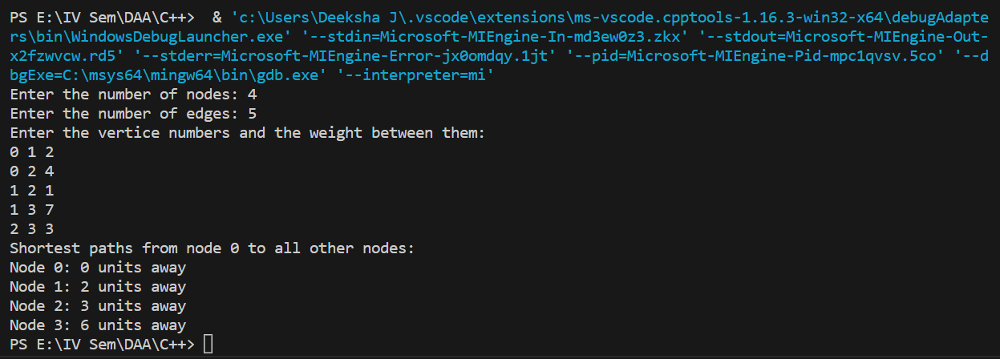 PS E:\IV Sem\DAA\C++>  & 'c:\Users\Deeksha J\.vscode\extensions\ms-vscode.cpptools-1.16.3-win32-x64\debugAdapte
rs\bin\WindowsDebugLauncher.exe' '--stdin=Microsoft-MIEngine-In-md3ew0z3.zkx' '--stdout=Microsoft-MIEngine-Out-
x2fzwvcw.rd5' '--stderr=Microsoft-MIEngine-Error-jx0omdqy.1jt' '--pid=Microsoft-MIEngine-Pid-mpc1qvsv.5co' '--d
bgExe=C:\msys64\mingw64\bin\gdb.exe' '--interpreter=mi'
Enter the number of nodes: 4
Enter the number of edges: 5
Enter the vertice numbers and the weight between them:
0 1 2
0 2 4
1 2 1
1 3 7
2 3 3
Shortest paths from node 0 to all other nodes:
Node 0: 0 units away
Node 1: 2 units away
Node 2: 3 units away
Node 3: 6 units away
PS E:\IV Sem\DAA\C++>